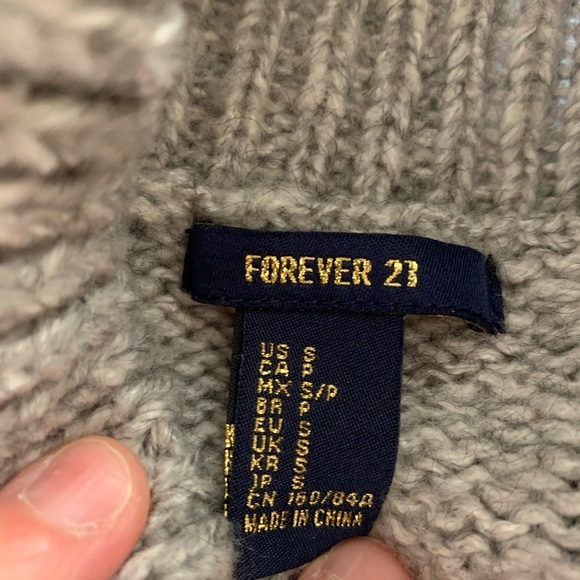 FOREVER 21
US S
CA P
MX S/P
BR P
EU S
UK S
KR S
JP S
CN 160/84A
MADE IN CHINA